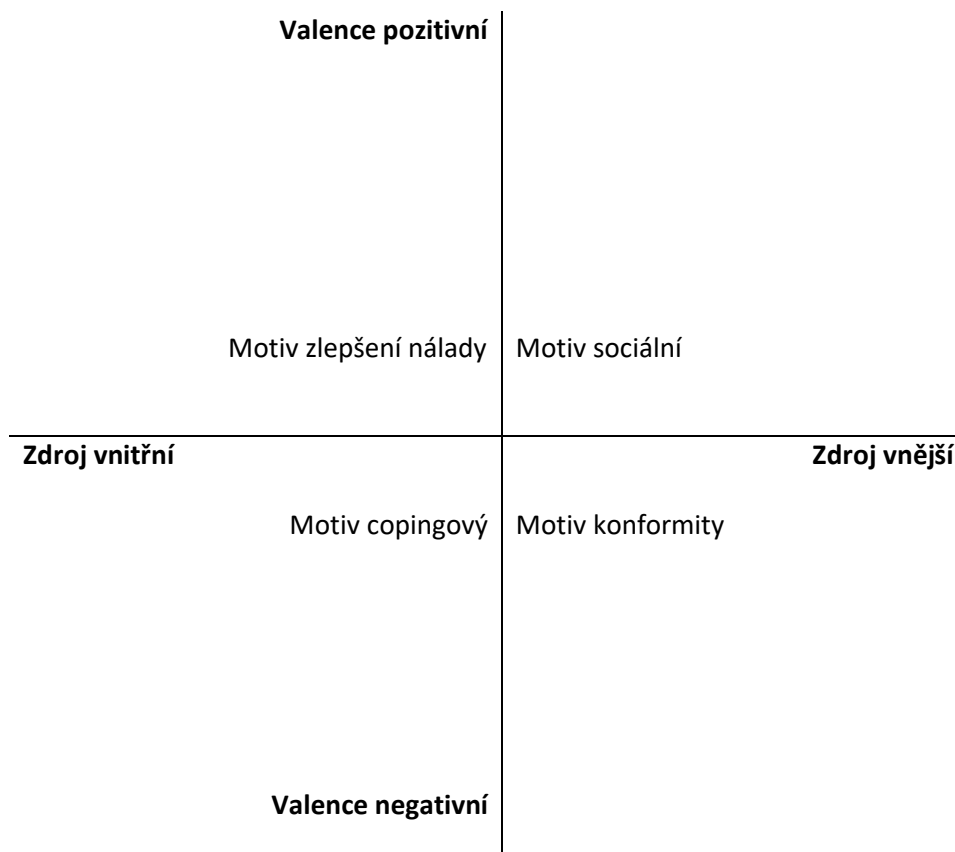 Valence pozitivní
Motiv zlepšení nálady Motiv sociální
Zdroj vnitřní Zdroj vnější
Motiv copingový Motiv konformity
Valence negativní